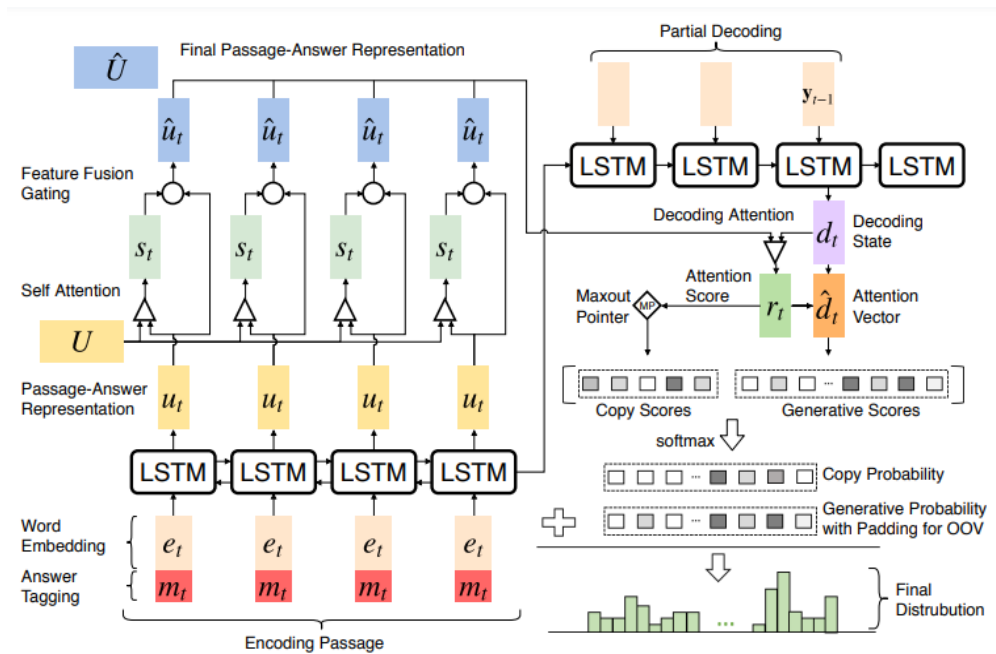 Final Passage-Answer Representation
Û
û_t û_t û_t û_t
Feature Fusion
Gating
s_t s_t s_t s_t
Self Attention
U
Passage-Answer
Representation
u_t u_t u_t u_t
LSTM LSTM LSTM LSTM
Word
Embedding
e_t e_t e_t e_t
Answer
Tagging
m_t m_t m_t m_t
Encoding Passage
Partial Decoding
y_{t-1}
LSTM LSTM LSTM LSTM
Decoding Attention
d_t
Decoding
State
Maxout
Pointer
MP
Attention
Score
r_t
d̂_t
Attention
Vector
Copy Scores
Generative Scores
softmax
Copy Probability
Generative Probability
with Padding for OOV
Final
Distrubution